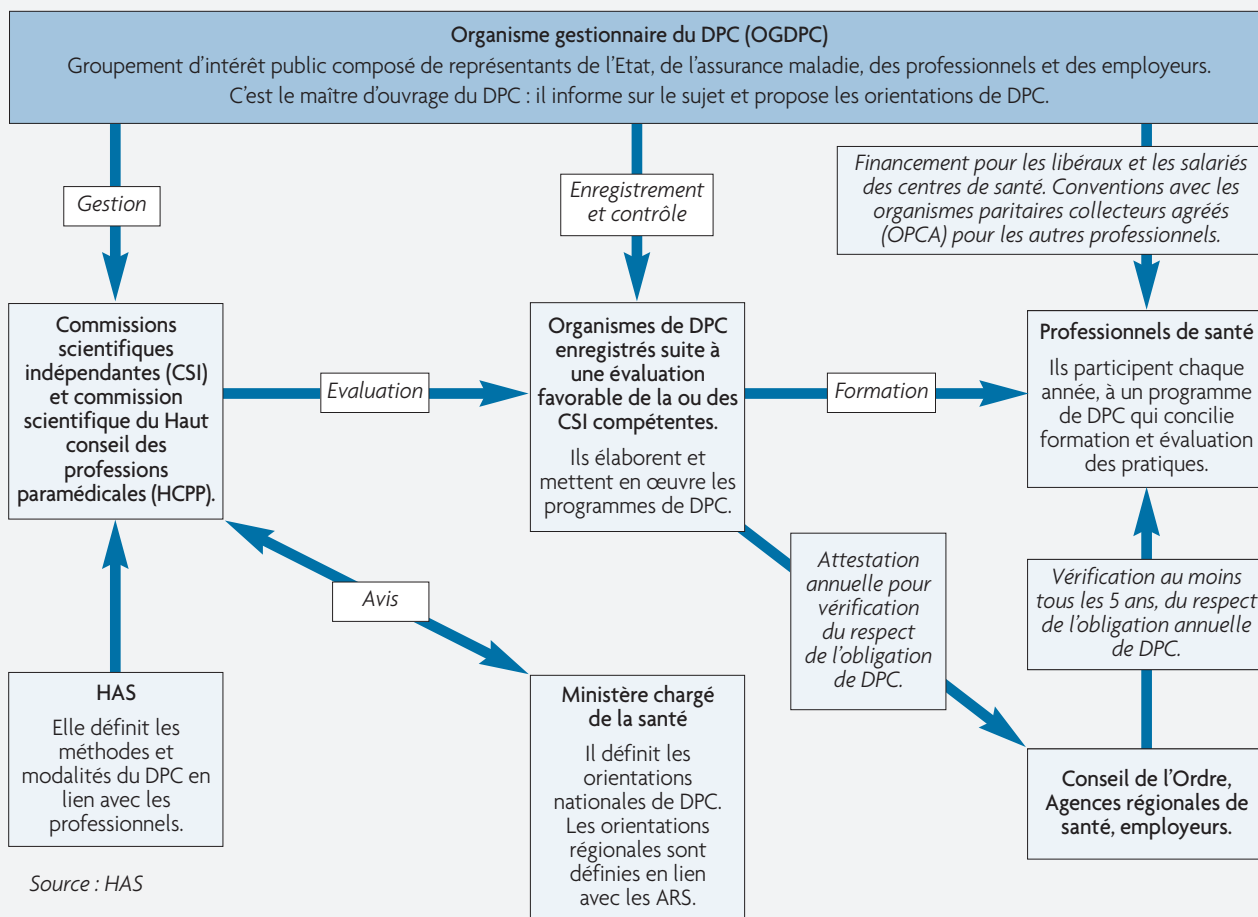 Organisme gestionnaire du DPC (OGDPC)
Groupement d’intérêt public composé de représentants de l’Etat, de l’assurance maladie, des professionnels et des employeurs.
C’est le maître d’ouvrage du DPC : il informe sur le sujet et propose les orientations de DPC.
Gestion
Enregistrement
et contrôle
Financement pour les libéraux et les salariés
des centres de santé. Conventions avec les
organismes paritaires collecteurs agréés
(OPCA) pour les autres professionnels.
Commissions
scientifiques
indépendantes (CSI)
et commission
scientifique du Haut
conseil des
professions
paramédicales (HCPP).
Evaluation
Organismes de DPC
enregistrés suite à
une évaluation
favorable de la ou des
CSI compétentes.
Ils élaborent et
mettent en œuvre les
programmes de DPC.
Formation
Professionnels de santé
Ils participent chaque
année, à un programme
de DPC qui concilie
formation et évaluation
des pratiques.
Avis
Attestation
annuelle pour
vérification
du respect
de l’obligation
de DPC.
Vérification au moins
tous les 5 ans, du respect
de l’obligation annuelle
de DPC.
HAS
Elle définit les
méthodes et
modalités du DPC en
lien avec les
professionnels.
Ministère chargé
de la santé
Il définit les
orientations
nationales de DPC.
Les orientations
régionales sont
définies en lien
avec les ARS.
Conseil de l’Ordre,
Agences régionales de
santé, employeurs.
Source : HAS